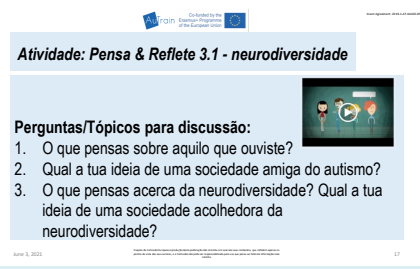 AuTrain
Co-funded by the
Erasmus+ Programme
of the European Union
Atividade: Pensa & Reflete 3.1 - neurodiversidade
Perguntas/Tópicos para discussão:
1. O que pensas sobre aquilo que ouviste?
2. Qual a tua ideia de uma sociedade amiga do autismo?
3. O que pensas acerca da neurodiversidade? Qual a tua
ideia de uma sociedade acolhedora da
neurodiversidade?
June 3, 2021
17